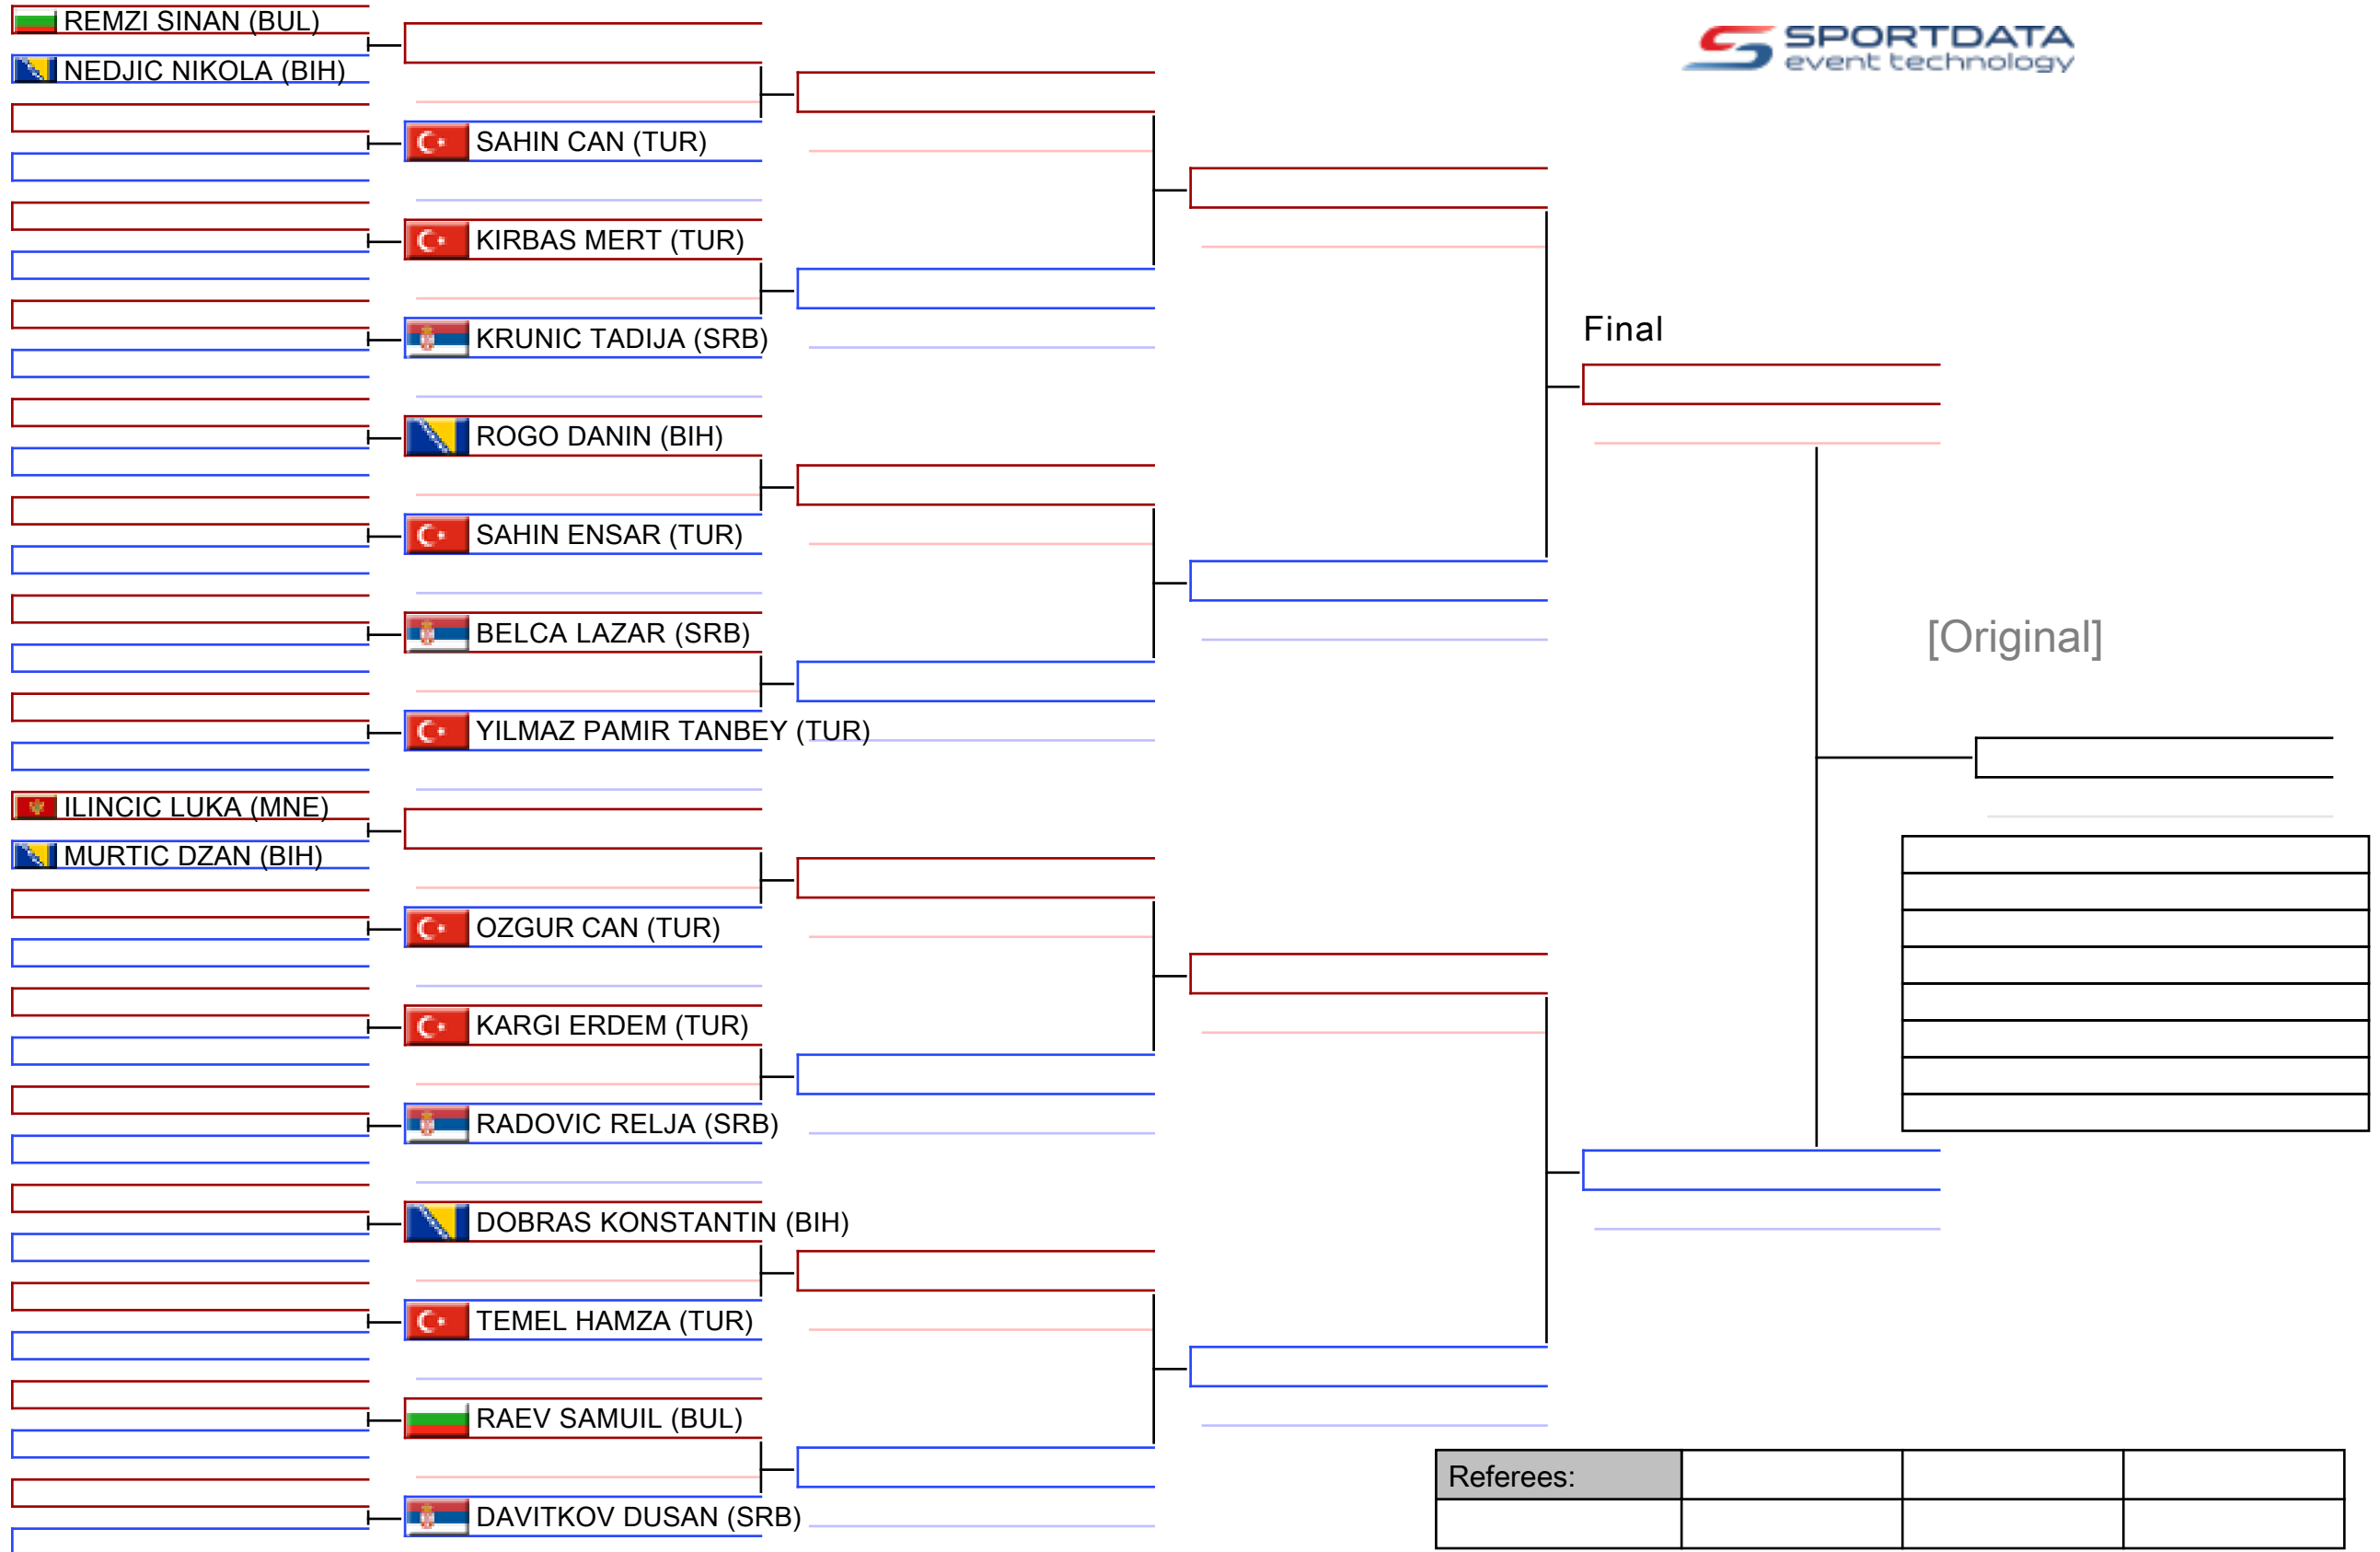 REMZI SINAN (BUL)
NEDJIC NIKOLA (BIH)
SPORTDATA
event technology
SAHIN CAN (TUR)
KIRBAS MERT (TUR)
KRUNIC TADIJA (SRB)
Final
ROGO DANIN (BIH)
SAHIN ENSAR (TUR)
BELCA LAZAR (SRB)
[Original]
YILMAZ PAMIR TANBEY (TUR)
ILINCIC LUKA (MNE)
MURTIC DZAN (BIH)
OZGUR CAN (TUR)
KARGI ERDEM (TUR)
RADOVIC RELJA (SRB)
DOBRAS KONSTANTIN (BIH)
TEMEL HAMZA (TUR)
RAEV SAMUIL (BUL)
Referees:
DAVITKOV DUSAN (SRB)